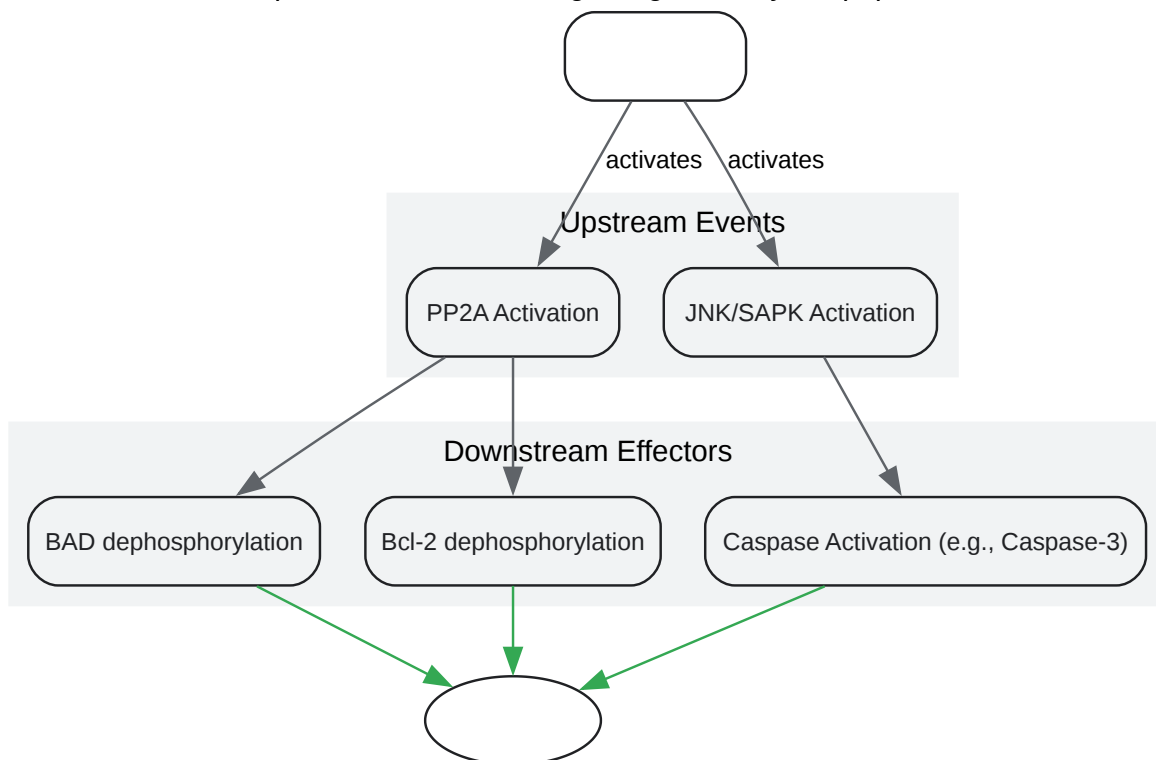 activates activates
Upstream Events
PP2A Activation JNK/SAPK Activation
Downstream Effectors
BAD dephosphorylation Bcl-2 dephosphorylation Caspase Activation (e.g., Caspase-3)